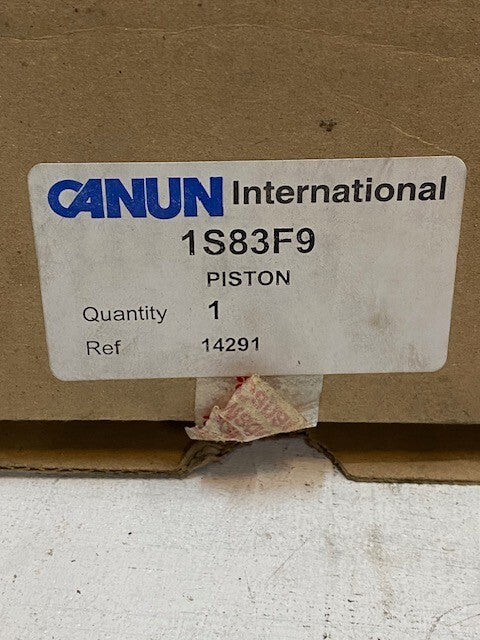 CANUN International
1S83F9
PISTON
Quantity 1
Ref 14291